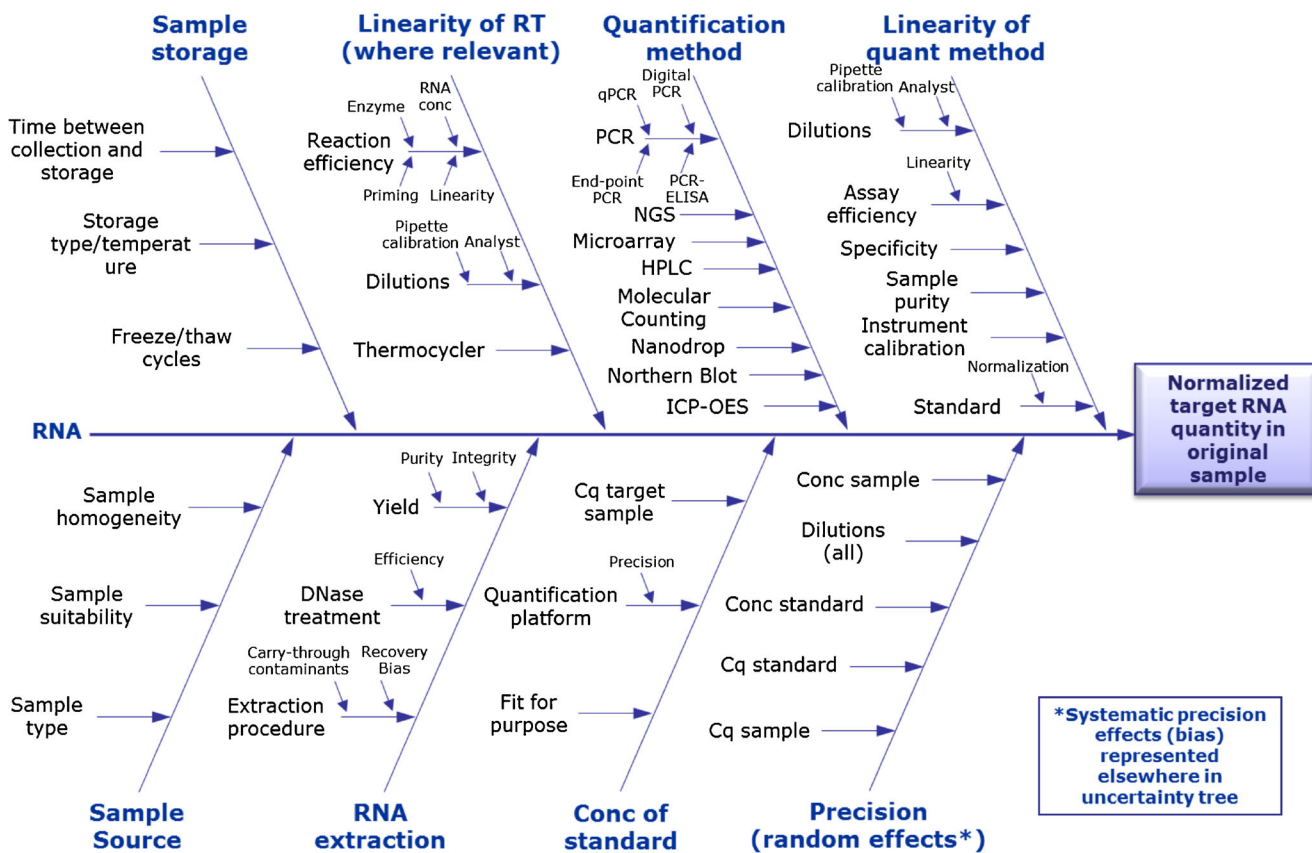 Sample
storage
Time between
collection and
storage
Storage
type/temperat
ure
Freeze/thaw
cycles
Linearity of RT
(where relevant)
Enzyme
RNA
conc
Reaction
efficiency
Priming
Linearity
Pipette
calibration
Analyst
Dilutions
Thermocycler
Quantification
method
qPCR
Digital
PCR
PCR
End-point
PCR
PCR-
ELISA
NGS
Microarray
HPLC
Molecular
Counting
Nanodrop
Northern Blot
ICP-OES
Linearity of
quant method
Pipette
calibration
Analyst
Dilutions
Linearity
Assay
efficiency
Specificity
Sample
purity
Instrument
calibration
Normalization
Standard
RNA
Normalized
target RNA
quantity in
original
sample
Sample
homogeneity
Sample
suitability
Sample
type
Sample
Source
Purity
Integrity
Yield
Efficiency
DNase
treatment
Carry-through
contaminants
Recovery
Bias
Extraction
procedure
RNA
extraction
Cq target
sample
Precision
Quantification
platform
Fit for
purpose
Conc of
standard
Conc sample
Dilutions
(all)
Conc standard
Cq standard
Cq sample
Precision
(random effects*)
*Systematic precision
effects (bias)
represented
elsewhere in
uncertainty tree